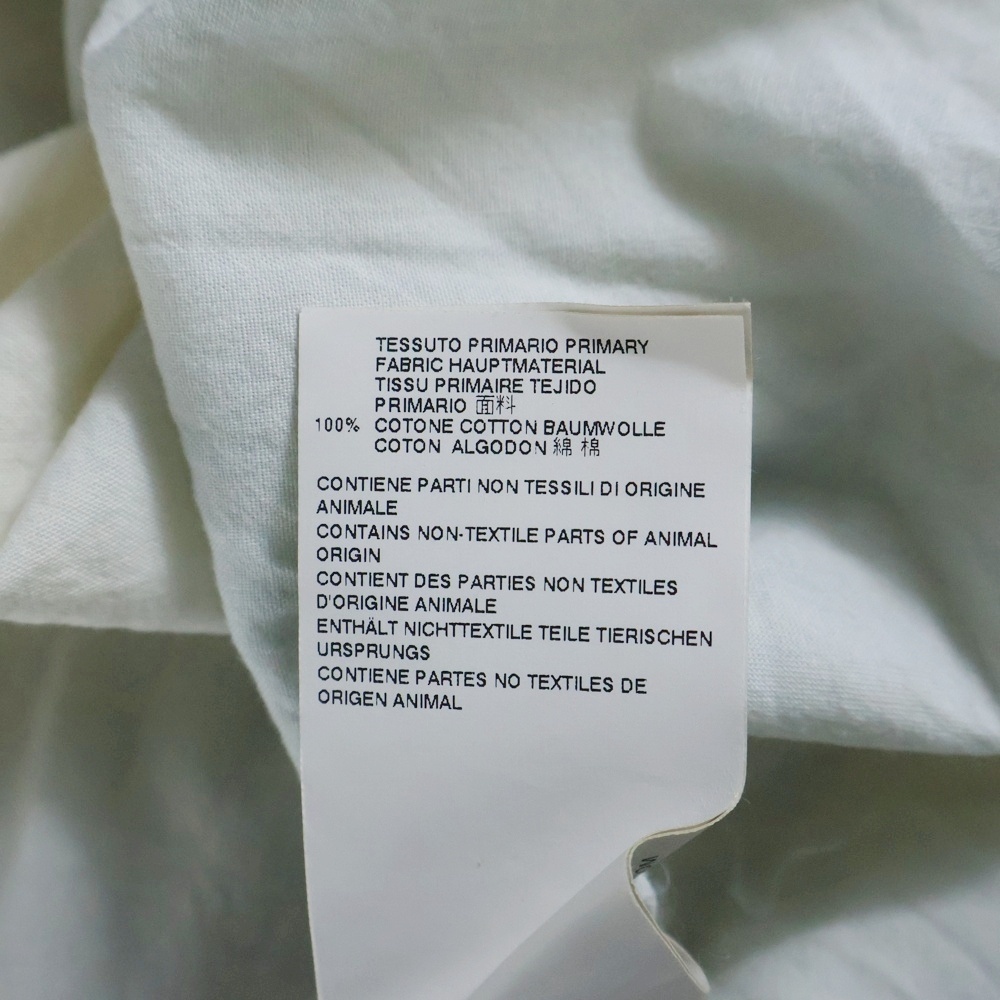 TESSUTO PRIMARIO PRIMARY
FABRIC HAUPTMATERIAL
TISSU PRIMAIRE TEJIDO
PRIMARIO 面料
100% COTONE COTTON BAUMWOLLE
COTON ALGODON 綿 棉
CONTIENE PARTI NON TESSILI DI ORIGINE
ANIMALE
CONTAINS NON-TEXTILE PARTS OF ANIMAL
ORIGIN
CONTIENT DES PARTIES NON TEXTILES
D'ORIGINE ANIMALE
ENTHÄLT NICHTTEXTILE TEILE TIERISCHEN
URSPRUNGS
CONTIENE PARTES NO TEXTILES DE
ORIGEN ANIMAL